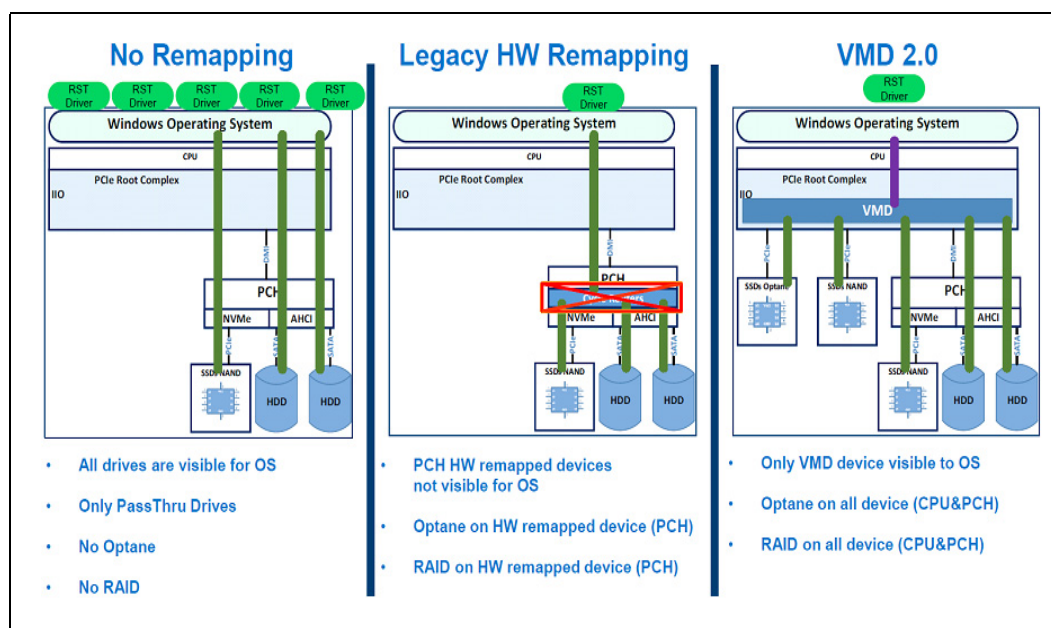 No Remapping
RST Driver
RST Driver
RST Driver
RST Driver
RST Driver
Windows Operating System
CPU
PCIe Root Complex
IIO
DMI
PCH
NVMe
AHCI
PCIe
SATA
SATA
SSDs NAND
HDD
HDD
• All drives are visible for OS
• Only PassThru Drives
• No Optane
• No RAID
Legacy HW Remapping
RST Driver
Windows Operating System
CPU
PCIe Root Complex
IIO
DMI
PCH
NVMe
AHCI
PCIe
SATA
SATA
SSDs NAND
HDD
HDD
• PCH HW remapped devices
not visible for OS
• Optane on HW remapped device (PCH)
• RAID on HW remapped device (PCH)
VMD 2.0
RST Driver
Windows Operating System
CPU
PCIe Root Complex
IIO
VMD
PCIe
PCIe
DMI
SSDs Optane
SSDs NAND
PCH
NVMe
AHCI
PCIe
SATA
SATA
SSDs NAND
HDD
HDD
• Only VMD device visible to OS
• Optane on all device (CPU&PCH)
• RAID on all device (CPU&PCH)